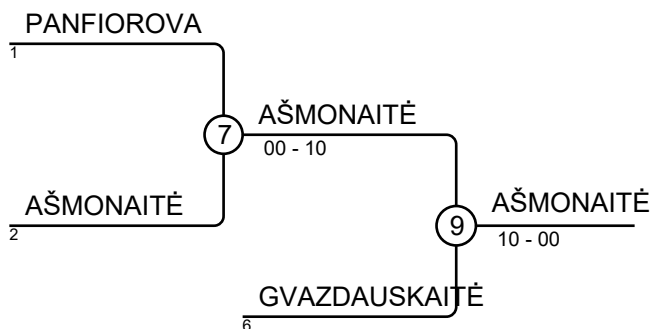 PANFIOROVA
1
7
AŠMONAITĖ
00 - 10
AŠMONAITĖ
2
9
AŠMONAITĖ
10 - 00
GVAZDAUSKAITĖ
6